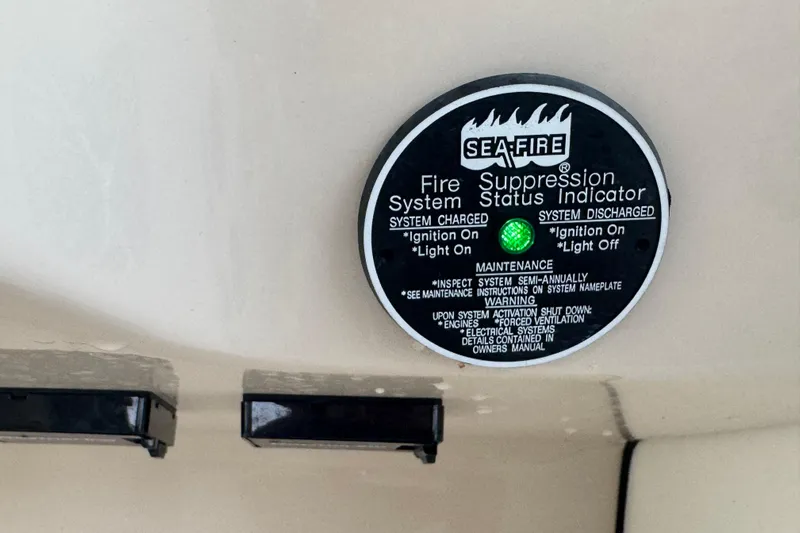 SEA-FIRE
®
Fire Suppression
System Status Indicator
SYSTEM CHARGED
*Ignition On
*Light On
SYSTEM DISCHARGED
*Ignition On
*Light Off
MAINTENANCE
*INSPECT SYSTEM SEMI-ANNUALLY
*SEE MAINTENANCE INSTRUCTIONS ON SYSTEM NAMEPLATE
WARNING
UPON SYSTEM ACTIVATION SHUT DOWN:
*ENGINES *FORCED VENTILATION
*ELECTRICAL SYSTEMS
DETAILS CONTAINED IN
OWNERS MANUAL